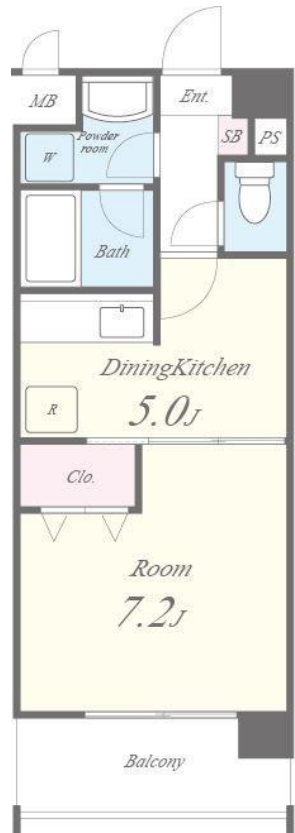 MB
Ent.
Powder
room
W
SB
PS
Bath
DiningKitchen
5.0J
R
Clo.
Room
7.2J
Balcony